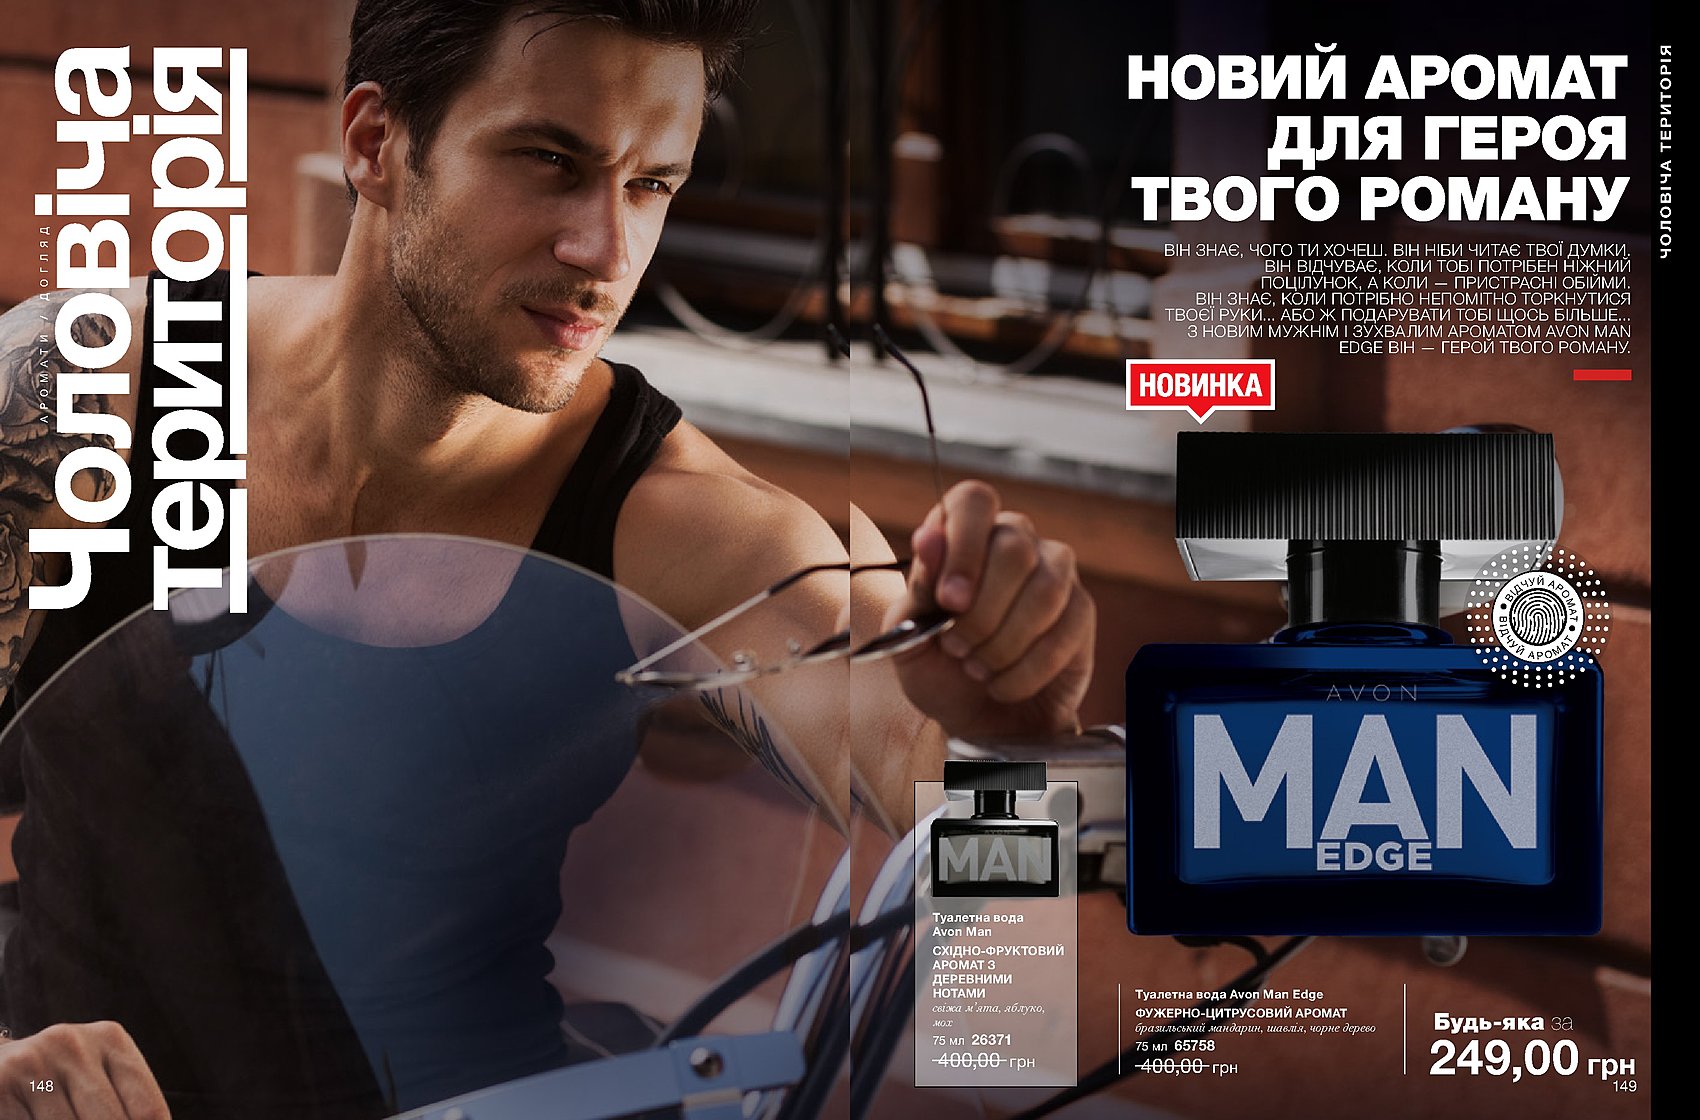 Чоловіча
територія
АРОМАТИ / ДОГЛЯД
148
НОВИЙ АРОМАТ
ДЛЯ ГЕРОЯ
ТВОГО РОМАНУ
ВІН ЗНАЄ, ЧОГО ТИ ХОЧЕШ. ВІН НІБИ ЧИТАЄ ТВОЇ ДУМКИ.
ВІН ВІДЧУВАЄ, КОЛИ ТОБІ ПОТРІБЕН НІЖНИЙ
ПОЦІЛУНОК, А КОЛИ — ПРИСТРАСНІ ОБІЙМИ.
ВІН ЗНАЄ, КОЛИ ПОТРІБНО НЕПОМІТНО ТОРКНУТИСЯ
ТВОЄЇ РУКИ... АБО Ж ПОДАРУВАТИ ТОБІ ЩОСЬ БІЛЬШЕ...
З НОВИМ МУЖНІМ І ЗУХВАЛИМ АРОМАТОМ AVON MAN
EDGE ВІН — ГЕРОЙ ТВОГО РОМАНУ.
ЧОЛОВІЧА ТЕРИТОРІЯ
НОВИНКА
ВІДЧУЙ АРОМАТ
ВІДЧУЙ АРОМАТ
AVON
MAN
EDGE
AVON
MAN
Туалетна вода
Avon Man
СХІДНО-ФРУКТОВИЙ
АРОМАТ З
ДЕРЕВНИМИ
НОТАМИ
свіжа м'ята, яблуко,
мох
75 мл 26371
400,00 грн
Туалетна вода Avon Man Edge
ФУЖЕРНО-ЦИТРУСОВИЙ АРОМАТ
бразильський мандарин, шавлія, чорне дерево
75 мл 65758
400,00 грн
Будь-яка за
249,00 грн
149